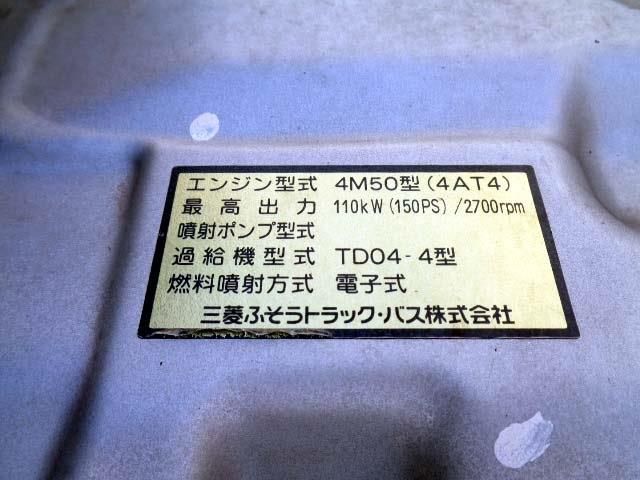 エンジン型式 4M50型(4AT4)
最高出力 110kW(150PS)/2700rpm
噴射ポンプ型式
過給機型式 TD04-4型
燃料噴射方式 電子式
三菱ふそうトラック・バス株式会社